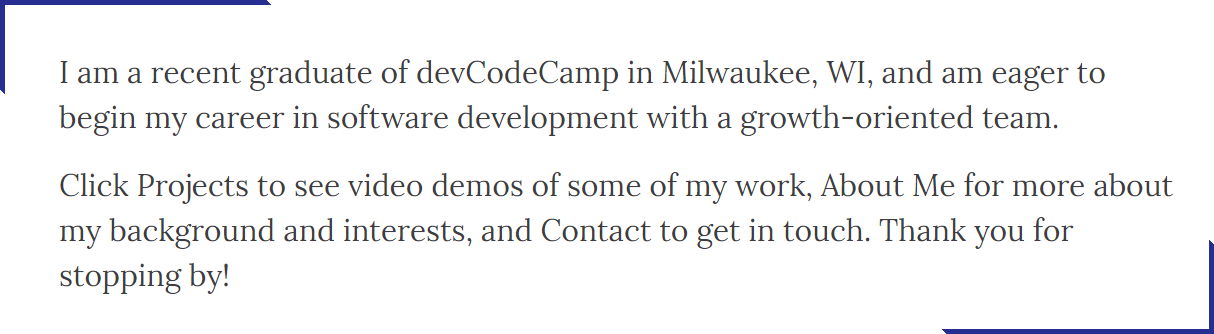 I am a recent graduate of devCodeCamp in Milwaukee, WI, and am eager to
begin my career in software development with a growth-oriented team.
Click Projects to see video demos of some of my work, About Me for more about
my background and interests, and Contact to get in touch. Thank you for
stopping by!